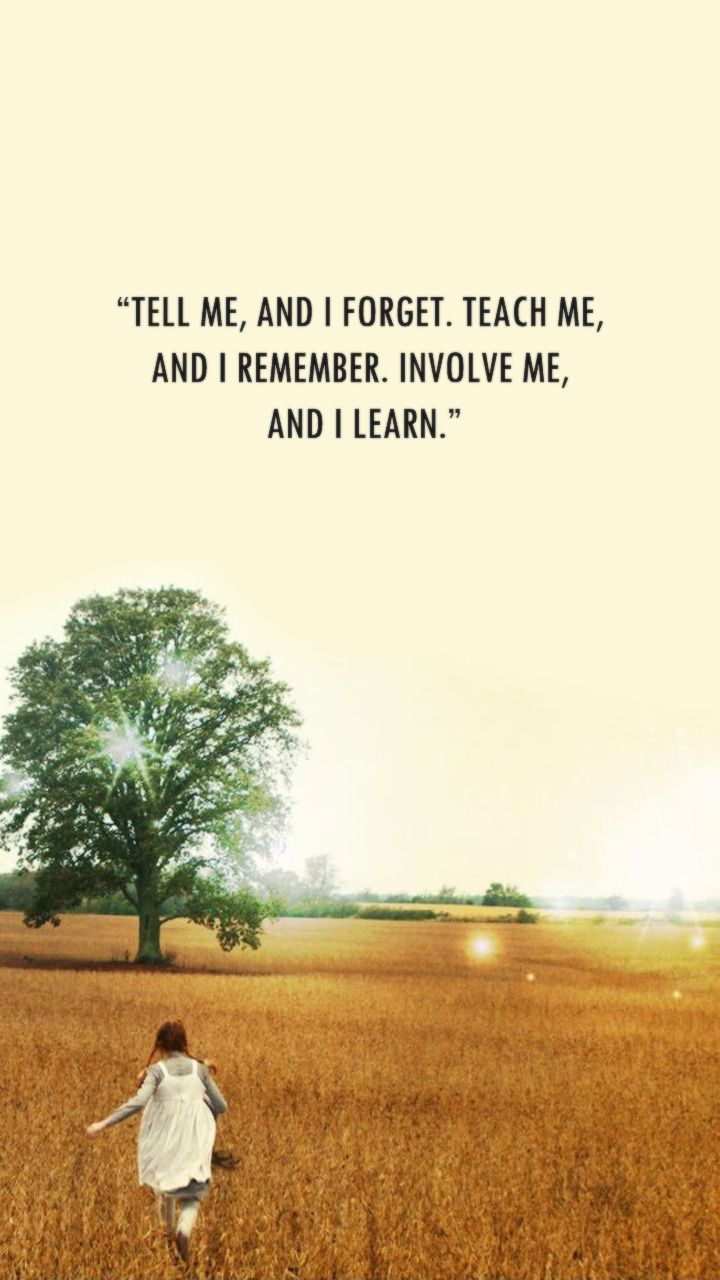 “TELL ME, AND I FORGET. TEACH ME,
AND I REMEMBER. INVOLVE ME,
AND I LEARN.”